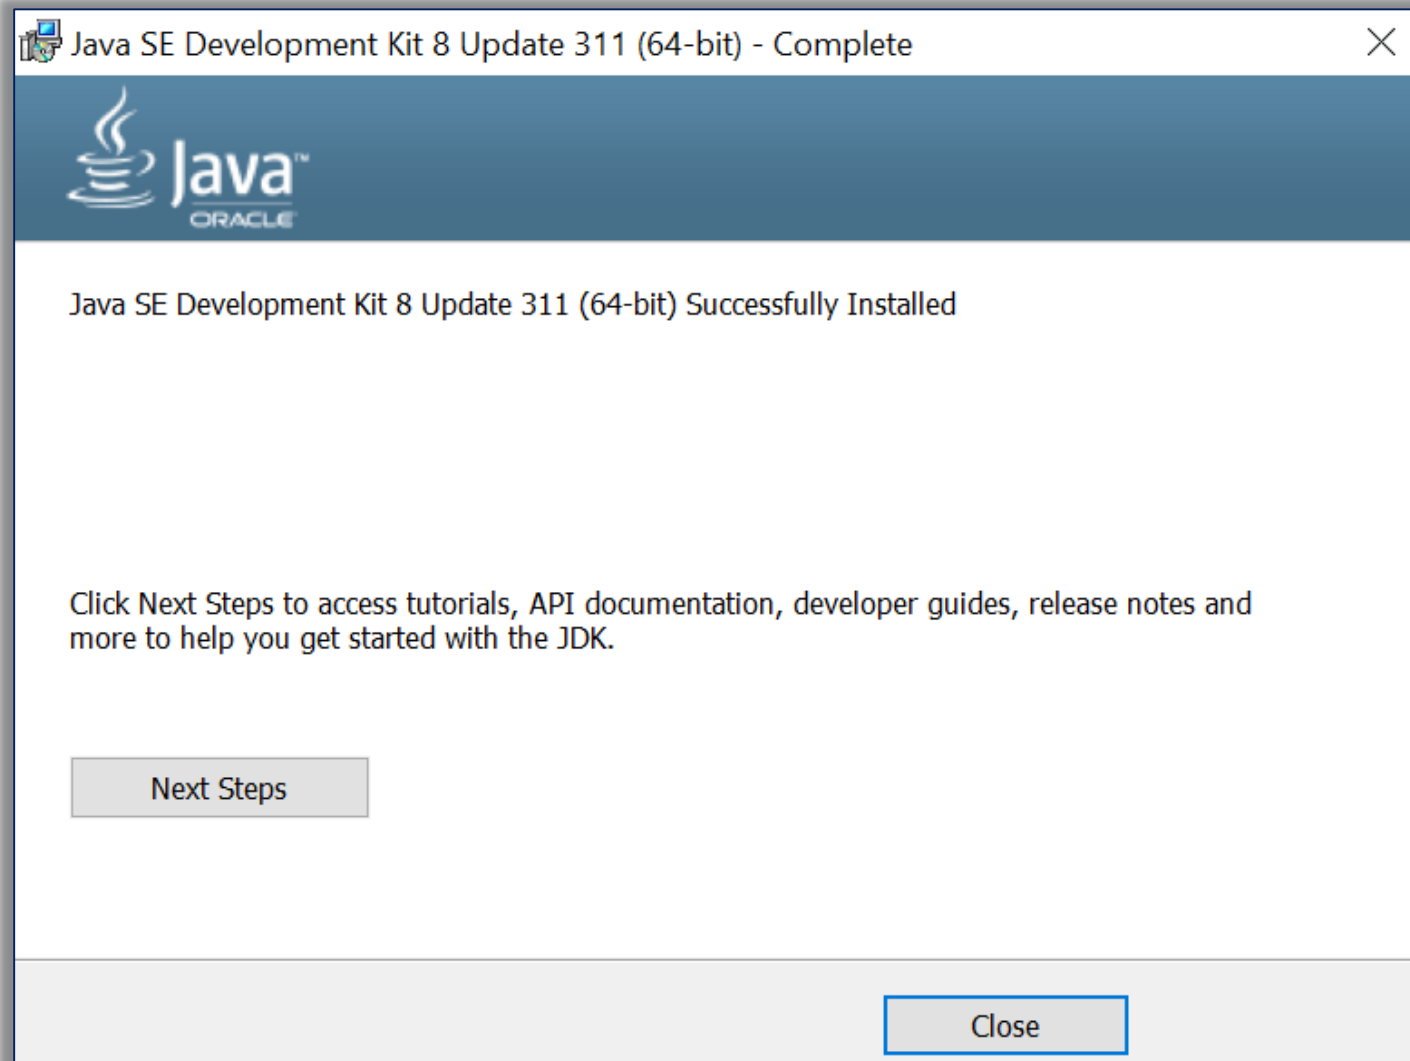 Java SE Development Kit 8 Update 311 (64-bit) - Complete
Java™
ORACLE
Java SE Development Kit 8 Update 311 (64-bit) Successfully Installed
Click Next Steps to access tutorials, API documentation, developer guides, release notes and
more to help you get started with the JDK.
Next Steps
Close